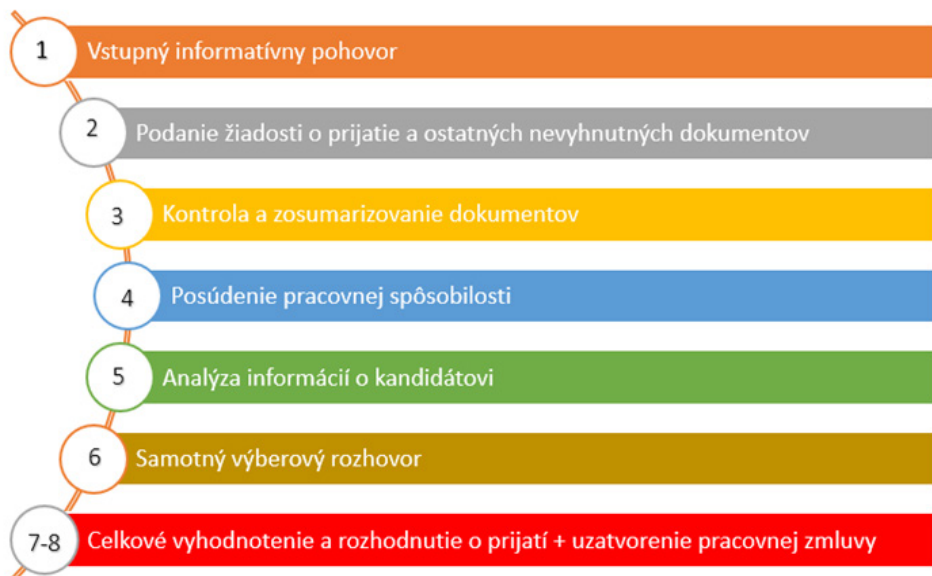 1 Vstupný informatívny pohovor
2 Podanie žiadosti o prijatie a ostatných nevyhnutných dokumentov
3 Kontrola a zosumarizovanie dokumentov
4 Posúdenie pracovnej spôsobilosti
5 Analýza informácií o kandidátovi
6 Samotný výberový rozhovor
7-8 Celkové vyhodnotenie a rozhodnutie o prijatí + uzatvorenie pracovnej zmluvy